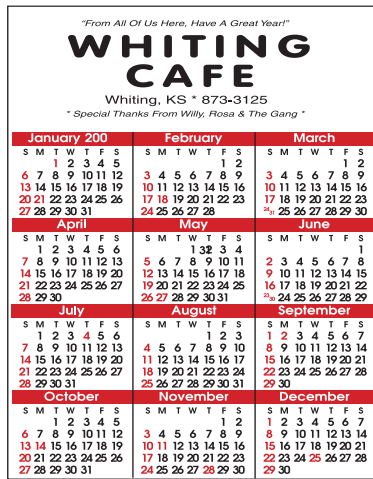 "From All Of Us Here, Have A Great Year!"
WHITING
CAFE
Whiting, KS * 873-3125
* Special Thanks From Willy, Rosa & The Gang *
January 200 February March
S M T W T F S S M T W T F S S M T W T F S
1 2 3 4 5 1 2 1 2
6 7 8 9 10 11 12 3 4 5 6 7 8 9 3 4 5 6 7 8 9
13 14 15 16 17 18 19 10 11 12 13 14 15 16 10 11 12 13 14 15 16
20 21 22 23 24 25 26 17 18 19 20 21 22 23 17 18 19 20 21 22 23
27 28 29 30 31 24 25 26 27 28 24/31 25 26 27 28 29 30
April May June
S M T W T F S S M T W T F S S M T W T F S
1 2 3 4 5 6 1 3 4 1
7 8 9 10 11 12 13 5 6 7 8 9 10 11 2 3 4 5 6 7 8
14 15 16 17 18 19 20 12 13 14 15 16 17 18 9 10 11 12 13 14 15
21 22 23 24 25 26 27 19 20 21 22 23 24 25 16 17 18 19 20 21 22
28 29 30 26 27 28 29 30 31 23/30 24 25 26 27 28 29
July August September
S M T W T F S S M T W T F S S M T W T F S
1 2 3 4 5 6 1 2 3 1 2 3 4 5 6 7
7 8 9 10 11 12 13 4 5 6 7 8 9 10 8 9 10 11 12 13 14
14 15 16 17 18 19 20 11 12 13 14 15 16 17 15 16 17 18 19 20 21
21 22 23 24 25 26 27 18 19 20 21 22 23 24 22 23 24 25 26 27 28
28 29 30 31 25 26 27 28 29 30 31 29 30
October November December
S M T W T F S S M T W T F S S M T W T F S
1 2 3 4 5 1 2 1 2 3 4 5 6 7
6 7 8 9 10 11 12 3 4 5 6 7 8 9 8 9 10 11 12 13 14
13 14 15 16 17 18 19 10 11 12 13 14 15 16 15 16 17 18 19 20 21
20 21 22 23 24 25 26 17 18 19 20 21 22 23 22 23 24 25 26 27 28
27 28 29 30 31 24 25 26 27 28 29 30 29 30